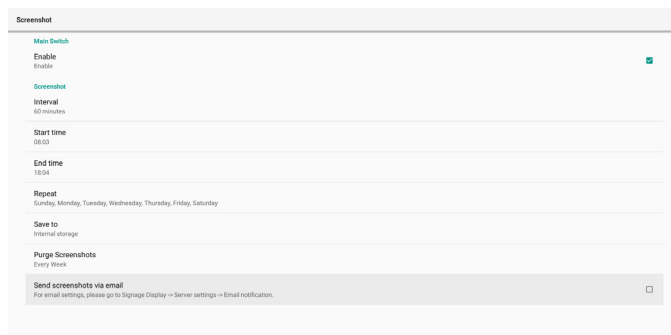 Screenshot
Main Switch
Enable
Enable
Screenshot
Interval
60 minutes
Start time
08:03
End time
18:04
Repeat
Sunday, Monday, Tuesday, Wednesday, Thursday, Friday, Saturday
Save to
Internal storage
Purge Screenshots
Every Week
Send screenshots via email
For email settings, please go to Signage Display -> Server settings -> Email notification.